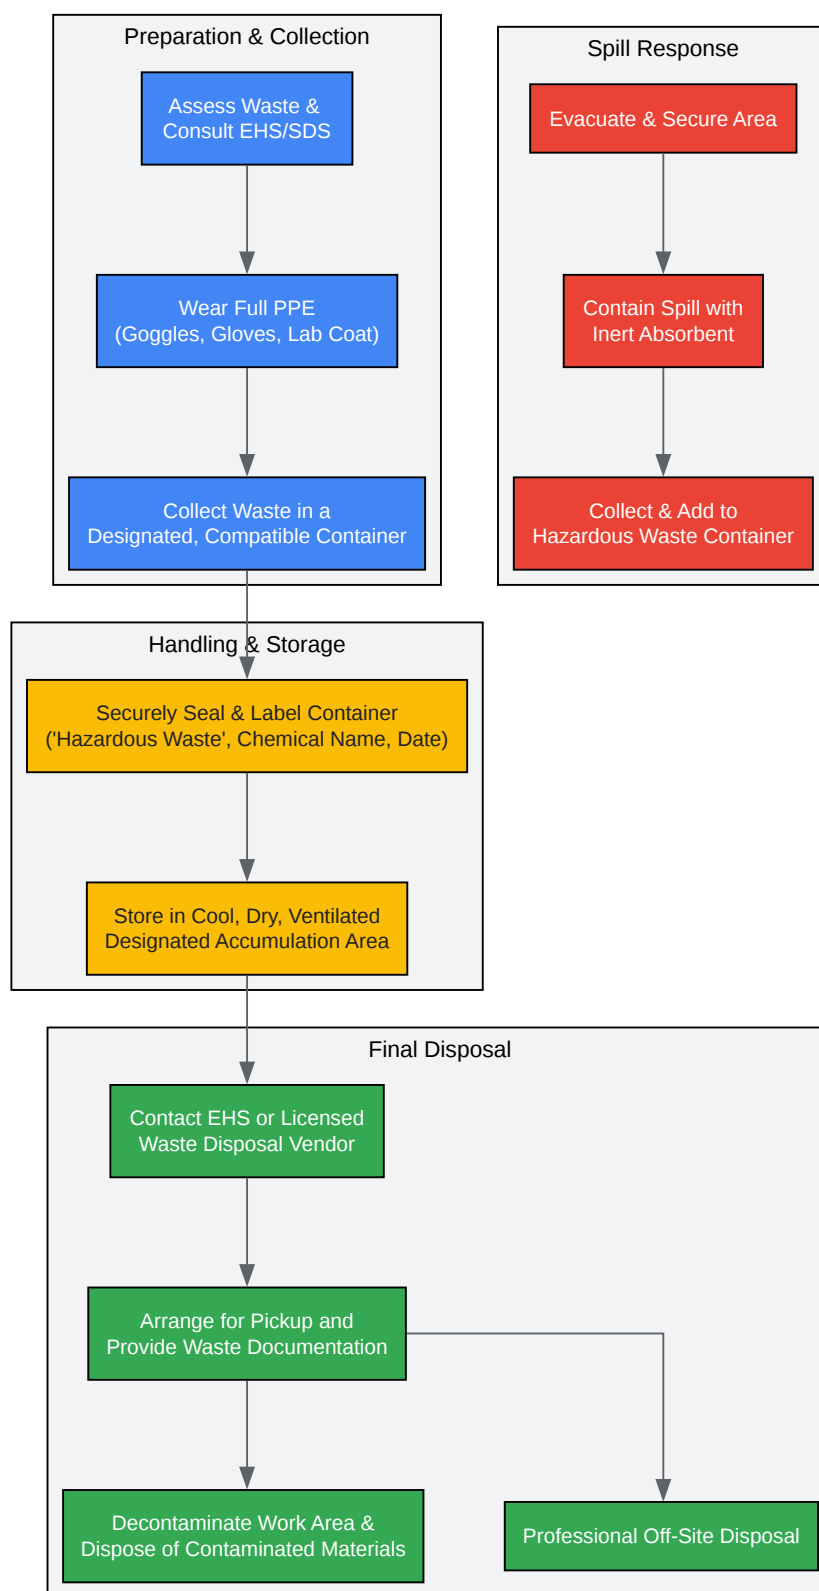 Preparation & Collection
Assess Waste &
Consult EHS/SDS
Wear Full PPE
(Goggles, Gloves, Lab Coat)
Collect Waste in a
Designated, Compatible Container
Spill Response
Evacuate & Secure Area
Contain Spill with
Inert Absorbent
Collect & Add to
Hazardous Waste Container
Handling & Storage
Securely Seal & Label Container
('Hazardous Waste', Chemical Name, Date)
Store in Cool, Dry, Ventilated
Designated Accumulation Area
Final Disposal
Contact EHS or Licensed
Waste Disposal Vendor
Arrange for Pickup and
Provide Waste Documentation
Decontaminate Work Area &
Dispose of Contaminated Materials
Professional Off-Site Disposal